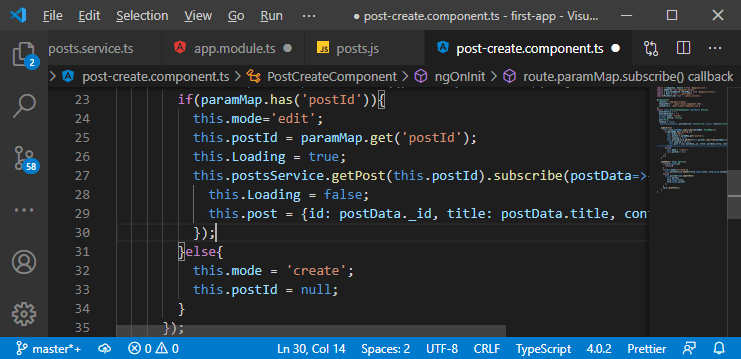 File Edit Selection View Go Run ··· ● post-create.component.ts - first-app - Visu...
posts.service.ts app.module.ts ● JS posts.js post-create.component.ts ●
post-create.component.ts > PostCreateComponent > ngOnInit > route.paramMap.subscribe() callback
2
58
23 if(paramMap.has('postId')){
24 this.mode='edit';
25 this.postId = paramMap.get('postId');
26 this.Loading = true;
27 this.postsService.getPost(this.postId).subscribe(postData=>
28 this.Loading = false;
29 this.post = {id: postData._id, title: postData.title, con
30 });
31 }else{
32 this.mode = 'create';
33 this.postId = null;
34 }
35 });
master*+ 0 0 Ln 30, Col 14 Spaces: 2 UTF-8 CRLF TypeScript 4.0.2 Prettier